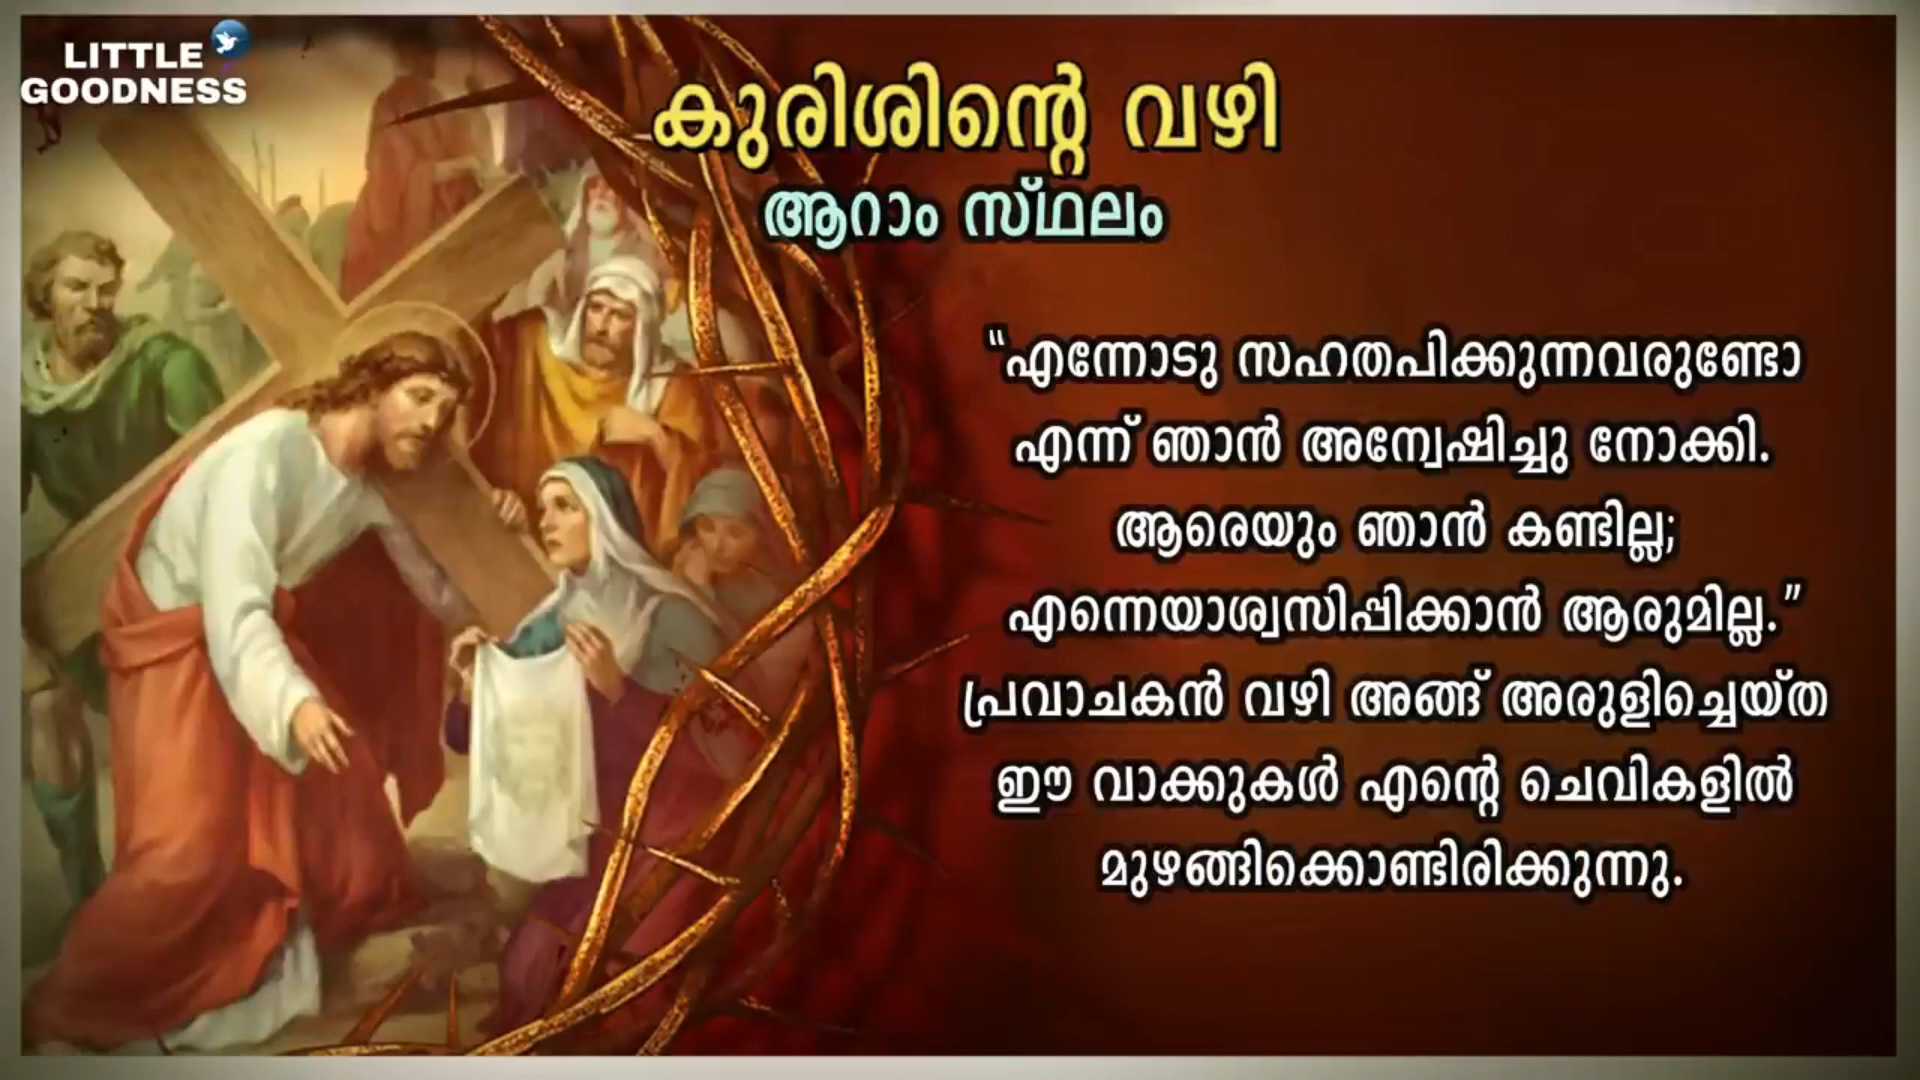 LITTLE
GOODNESS
കുരിശിന്റെ വഴി
ആറാം സ്ഥലം
“എന്നോടു സഹതപിക്കുന്നവരുണ്ടോ
എന്ന് ഞാൻ അന്വേഷിച്ചു നോക്കി.
ആരെയും ഞാൻ കണ്ടില്ല;
എന്നെയാശ്വസിപ്പിക്കാൻ ആരുമില്ല.”
പ്രവാചകൻ വഴി അങ്ങ് അരുളിച്ചെയ്ത
ഈ വാക്കുകൾ എന്റെ ചെവികളിൽ
മുഴങ്ങിക്കൊണ്ടിരിക്കുന്നു.